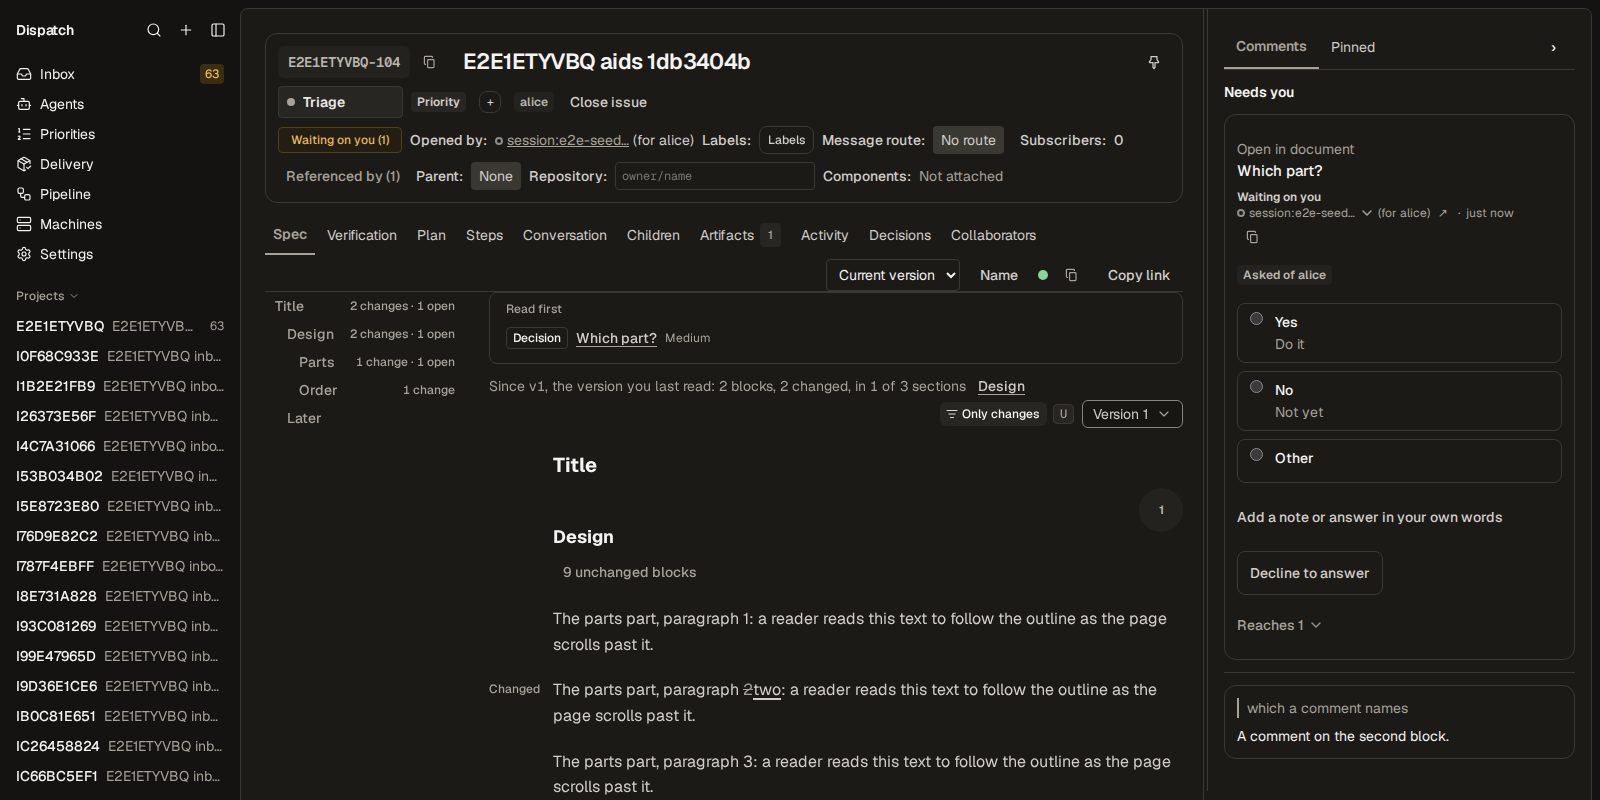 Dispatch
Inbox 63
Agents
Priorities
Delivery
Pipeline
Machines
Settings
Projects
E2E1ETYVBQ E2E1ETYVB... 63
I0F68C933E E2E1ETYVBQ inb...
I1B2E21FB9 E2E1ETYVBQ inbo...
I26373E56F E2E1ETYVBQ inbo...
I4C7A31066 E2E1ETYVBQ inbo...
I53B034B02 E2E1ETYVBQ in...
I5E8723E80 E2E1ETYVBQ inb...
I76D9E82C2 E2E1ETYVBQ inb...
I787F4EBFF E2E1ETYVBQ inbo...
I8E731A828 E2E1ETYVBQ inb...
I93C081269 E2E1ETYVBQ inb...
I99E47965D E2E1ETYVBQ inb...
I9D36E1CE6 E2E1ETYVBQ inb...
IB0C81E651 E2E1ETYVBQ inb...
IC26458824 E2E1ETYVBQ inb...
IC66BC5EF1 E2E1ETYVBQ inb...
E2E1ETYVBQ-104 E2E1ETYVBQ aids 1db3404b
Triage Priority + alice Close issue
Waiting on you (1) Opened by: session:e2e-seed... (for alice) Labels: Labels Message route: No route Subscribers: 0
Referenced by (1) Parent: None Repository: owner/name Components: Not attached
Spec Verification Plan Steps Conversation Children Artifacts 1 Activity Decisions Collaborators
Current version Name Copy link
Title 2 changes · 1 open
Design 2 changes · 1 open
Parts 1 change · 1 open
Order 1 change
Later
Read first
Decision Which part? Medium
Since v1, the version you last read: 2 blocks, 2 changed, in 1 of 3 sections Design
Only changes U Version 1
Title
1
Design
9 unchanged blocks
The parts part, paragraph 1: a reader reads this text to follow the outline as the page
scrolls past it.
Changed The parts part, paragraph 2two: a reader reads this text to follow the outline as the
page scrolls past it.
The parts part, paragraph 3: a reader reads this text to follow the outline as the page
scrolls past it.
Comments Pinned
Needs you
Open in document
Which part?
Waiting on you
session:e2e-seed... (for alice) ↗ · just now
Asked of alice
Yes
Do it
No
Not yet
Other
Add a note or answer in your own words
Decline to answer
Reaches 1
which a comment names
A comment on the second block.